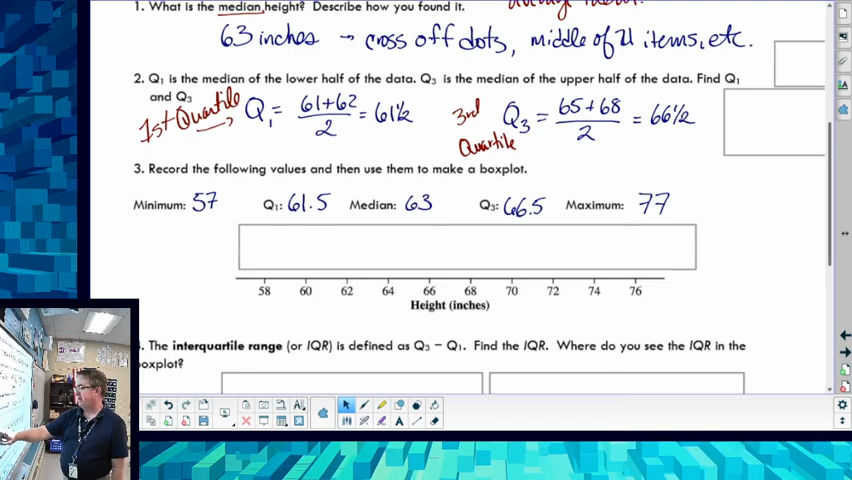 average
1. What is the median height? Describe how you found it.
63 inches - cross off dots, middle of 21 items, etc.
2. Q1 is the median of the lower half of the data. Q3 is the median of the upper half of the data. Find Q1
and Q3
1st Quartile Q1 = 61+62 / 2 = 61½ 3rd Quartile Q3 = 65+68 / 2 = 66½
3. Record the following values and then use them to make a boxplot.
Minimum: 57 Q1: 61.5 Median: 63 Q3: 66.5 Maximum: 77
58 60 62 64 66 68 70 72 74 76
Height (inches)
. The interquartile range (or IQR) is defined as Q3 − Q1. Find the IQR. Where do you see the IQR in the
boxplot?